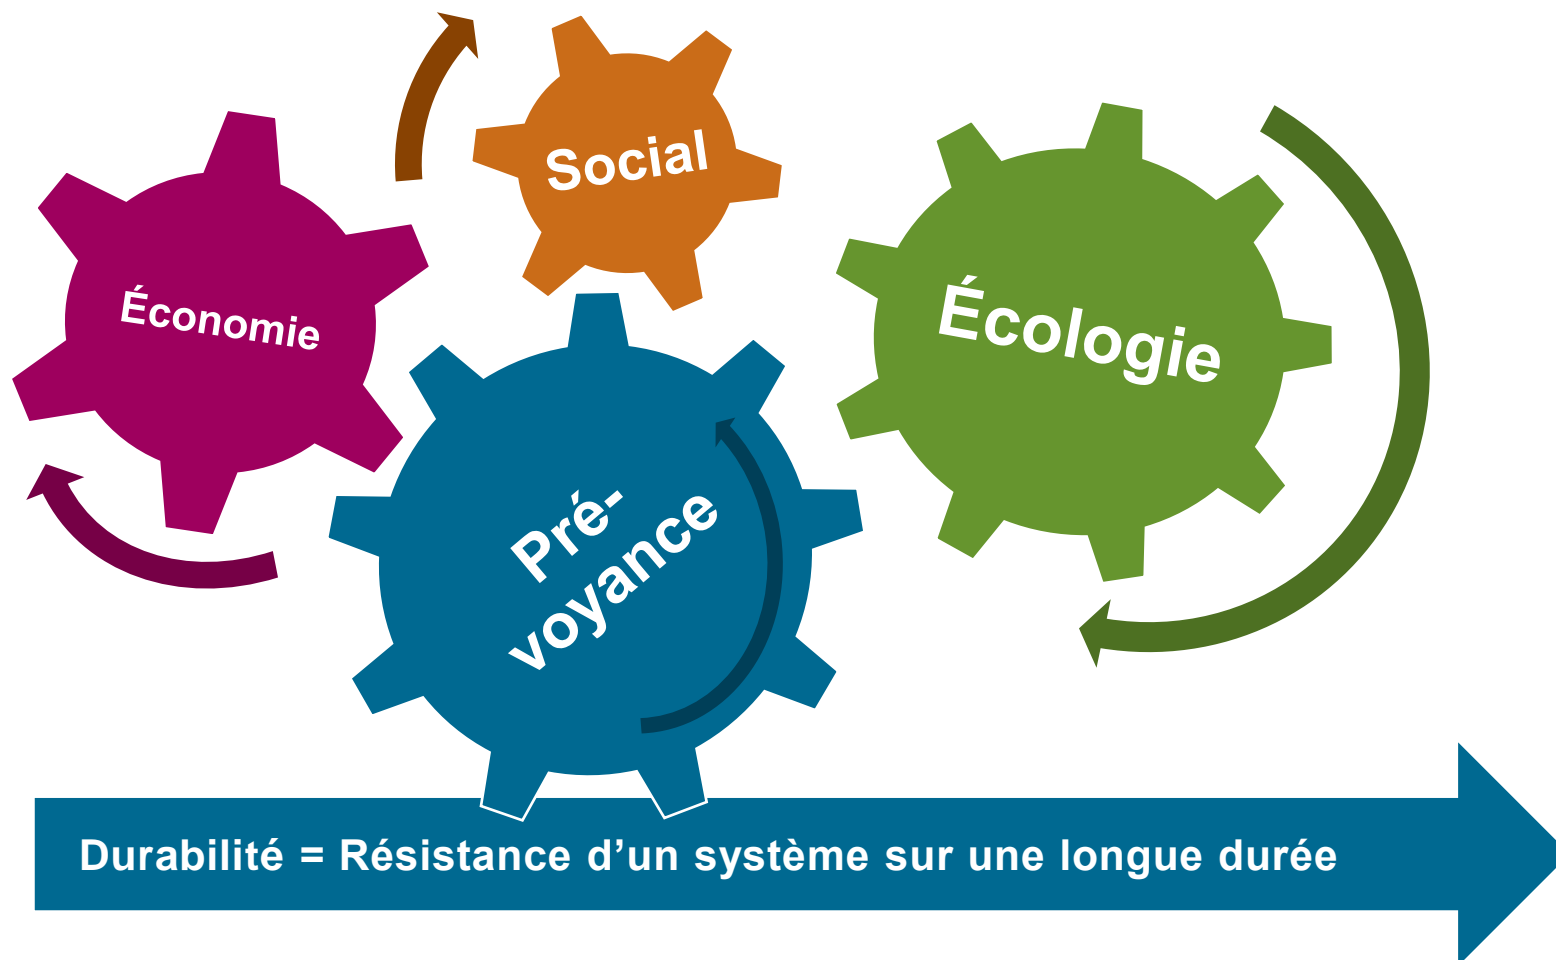 Social
Économie
Écologie
Pré-
voyance
Durabilité = Résistance d’un système sur une longue durée